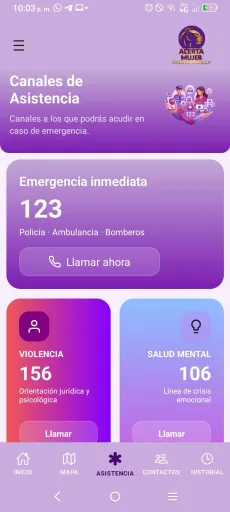 10:03 p. m.
ACERTA
MUJER
Canales de
Asistencia
Canales a los que podrás acudir en
caso de emergencia.
123
Emergencia inmediata
123
Policía · Ambulancia · Bomberos
Llamar ahora
VIOLENCIA
156
Orientación jurídica y
psicológica
Llamar
SALUD MENTAL
106
Línea de crisis
emocional
Llamar
INICIO
MAPA
ASISTENCIA
CONTACTOS
HISTORIAL